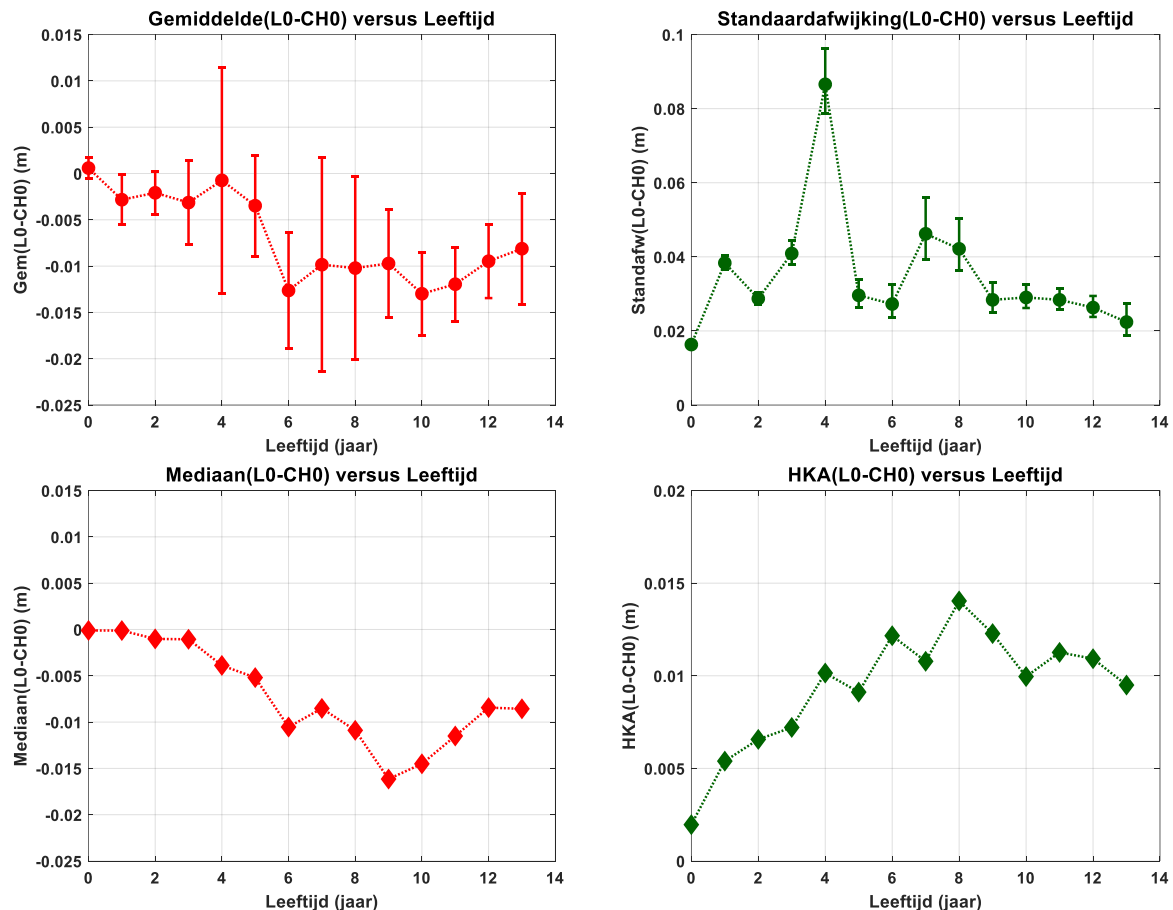 Gemiddelde(L0-CH0) versus Leeftijd
0.015
0.01
0.005
0
-0.005
-0.01
-0.015
-0.02
-0.025
Gem(L0-CH0) (m)
0 2 4 6 8 10 12 14
Leeftijd (jaar)
Standaardafwijking(L0-CH0) versus Leeftijd
0.1
0.08
0.06
0.04
0.02
0
Standafw(L0-CH0) (m)
0 2 4 6 8 10 12 14
Leeftijd (jaar)
Mediaan(L0-CH0) versus Leeftijd
0.015
0.01
0.005
0
-0.005
-0.01
-0.015
-0.02
-0.025
Mediaan(L0-CH0) (m)
0 2 4 6 8 10 12 14
Leeftijd (jaar)
HKA(L0-CH0) versus Leeftijd
0.02
0.015
0.01
0.005
0
HKA(L0-CH0) (m)
0 2 4 6 8 10 12 14
Leeftijd (jaar)